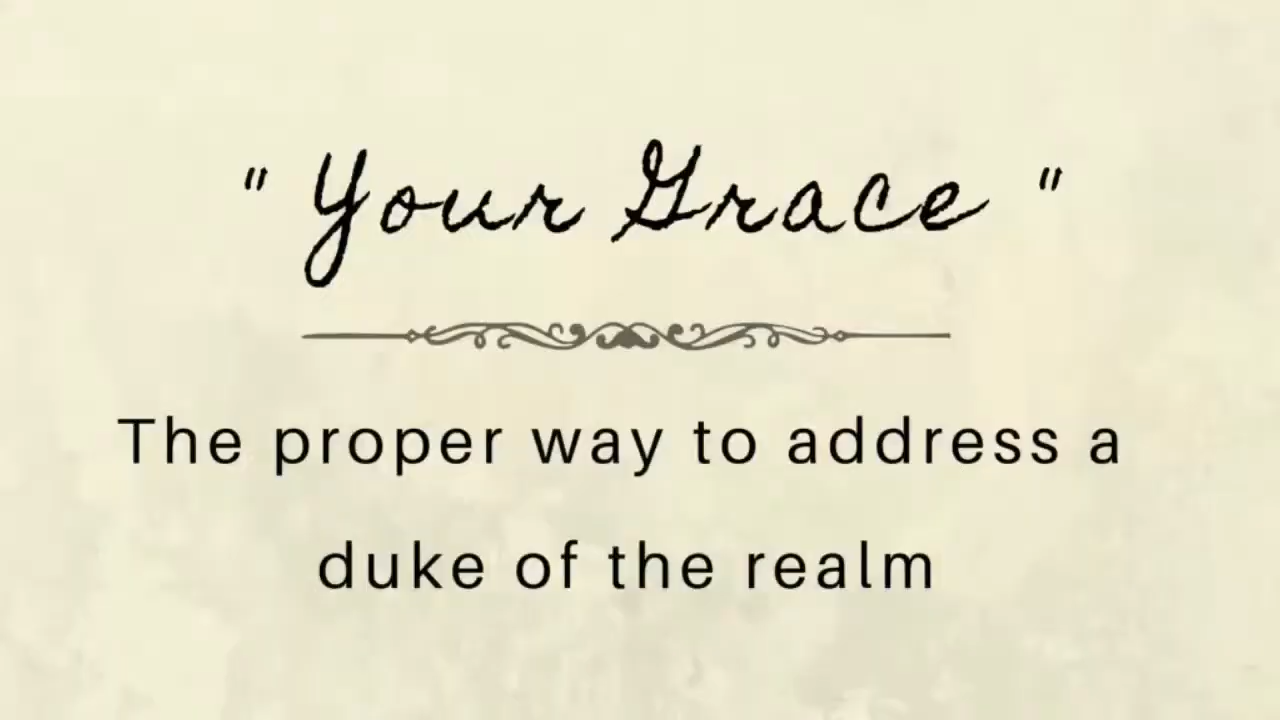 " Your Grace "
The proper way to address a
duke of the realm